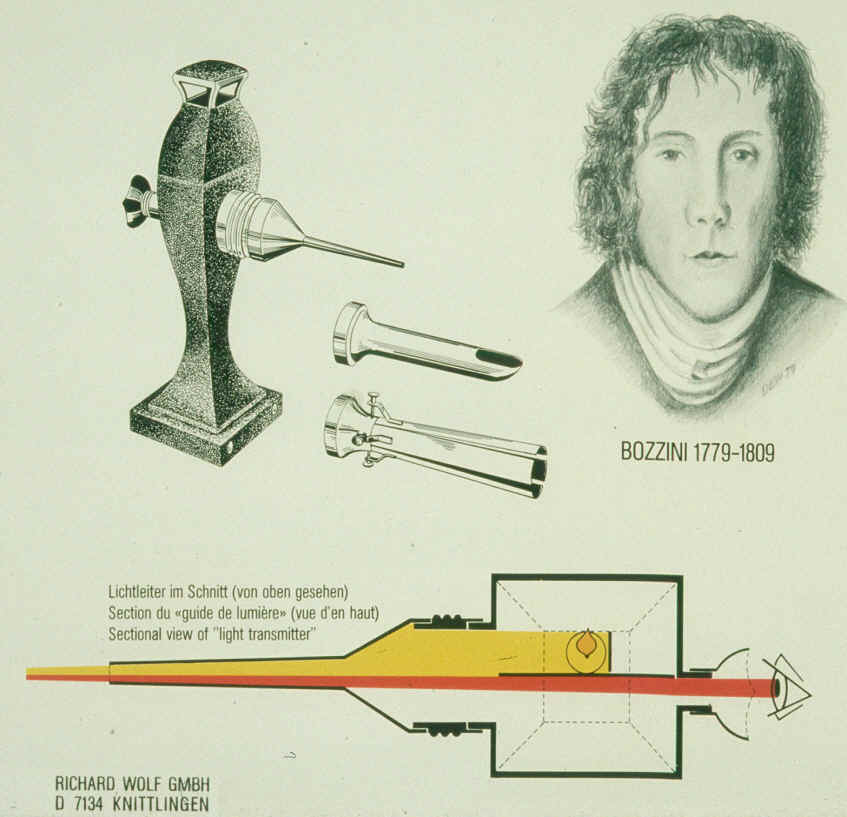 BOZZINI 1779-1809
Lichtleiter im Schnitt (von oben gesehen)
Section du «guide de lumière» (vue d'en haut)
Sectional view of "light transmitter"
RICHARD WOLF GMBH
D 7134 KNITTLINGEN